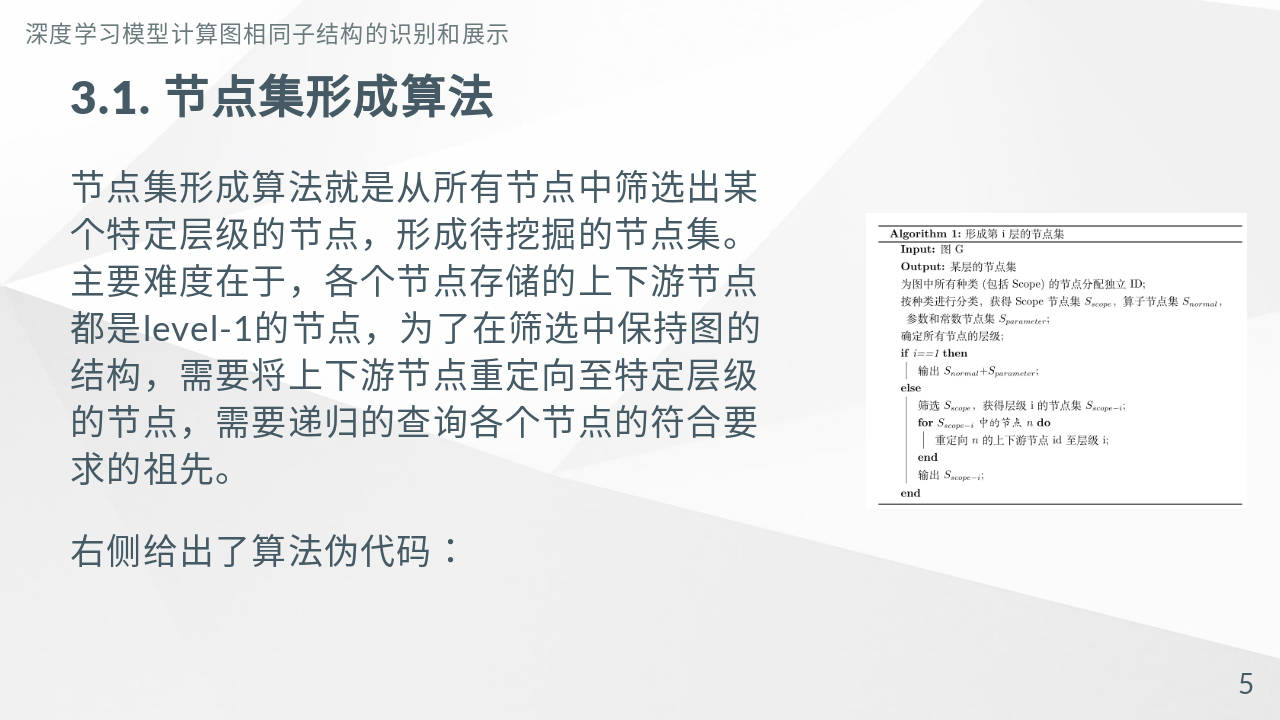 深度学习模型计算图相同子结构的识别和展示
3.1. 节点集形成算法
节点集形成算法就是从所有节点中筛选出某
个特定层级的节点，形成待挖掘的节点集。
主要难度在于，各个节点存储的上下游节点
都是level-1的节点，为了在筛选中保持图的
结构，需要将上下游节点重定向至特定层级
的节点，需要递归的查询各个节点的符合要
求的祖先。
右侧给出了算法伪代码：
Algorithm 1: 形成第 i 层的节点集
Input: 图 G
Output: 某层的节点集
为图中所有种类 (包括 Scope) 的节点分配独立 ID;
按种类进行分类，获得 Scope 节点集 S_scope，算子节点集 S_normal，
参数和常数节点集 S_parameter;
确定所有节点的层级;
if i==1 then
输出 S_normal+S_parameter;
else
筛选 S_scope，获得层级 i 的节点集 S_scope-i;
for S_scope-i 中的节点 n do
重定向 n 的上下游节点 id 至层级 i;
end
输出 S_scope-i;
end
5